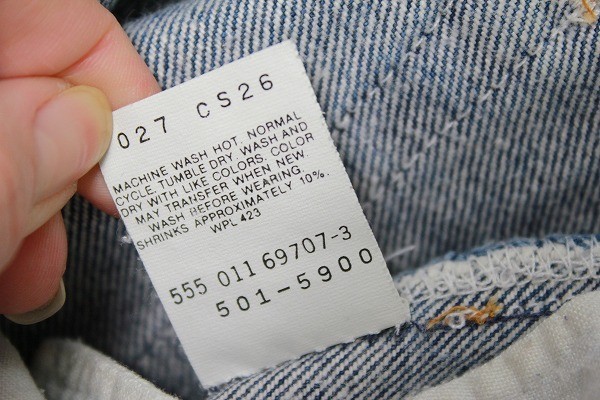 027 CS26
MACHINE WASH HOT. NORMAL
CYCLE. TUMBLE DRY. WASH AND
DRY WITH LIKE COLORS. COLOR
MAY TRANSFER WHEN NEW.
WASH BEFORE WEARING.
SHRINKS APPROXIMATELY 10%.
WPL 423
555 011 69707-3
501-5900